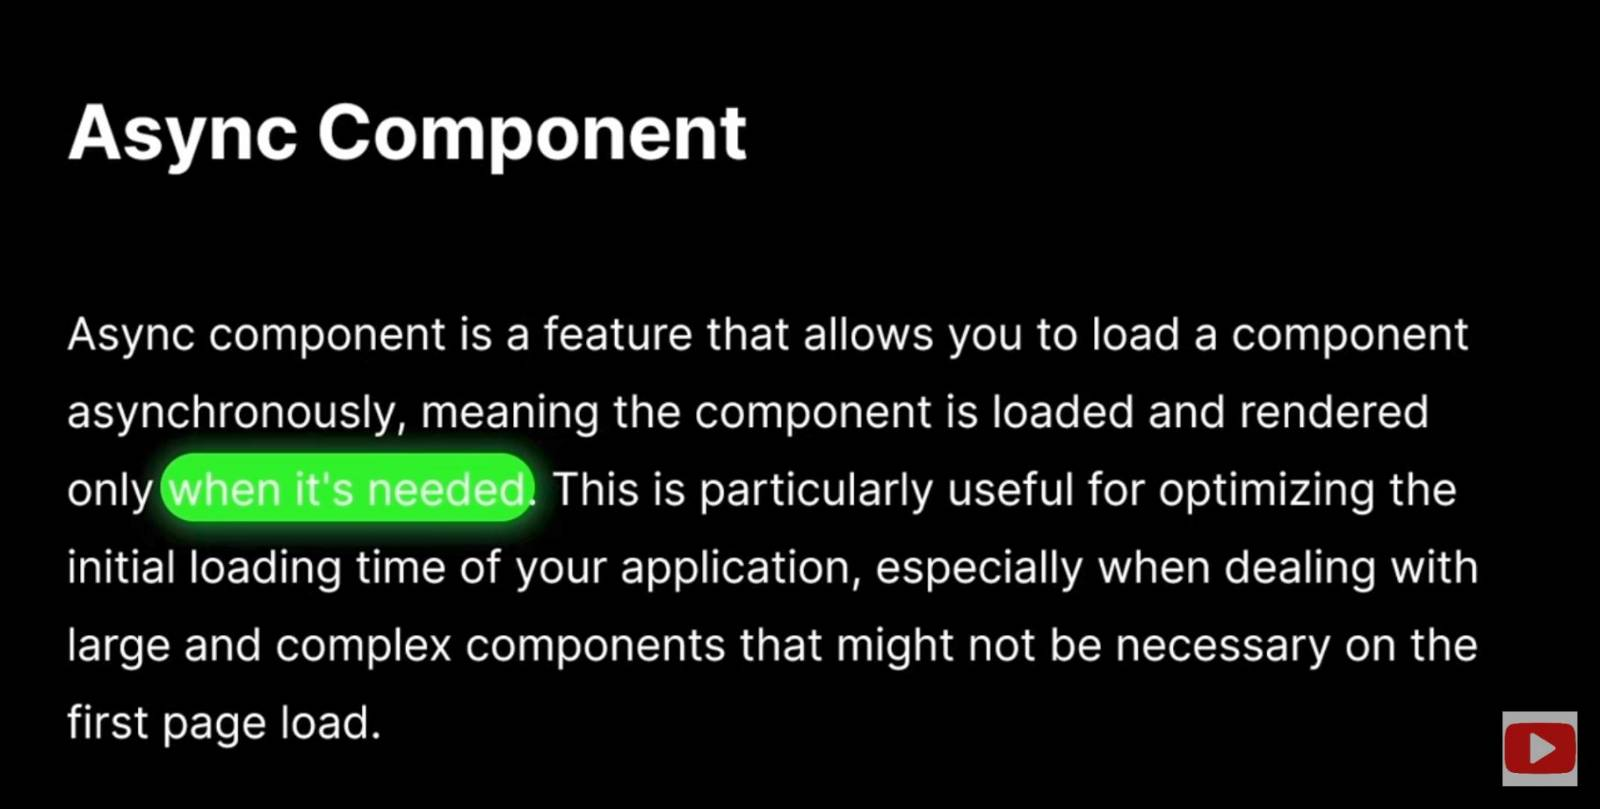 Async Component
Async component is a feature that allows you to load a component
asynchronously, meaning the component is loaded and rendered
only when it's needed. This is particularly useful for optimizing the
initial loading time of your application, especially when dealing with
large and complex components that might not be necessary on the
first page load.